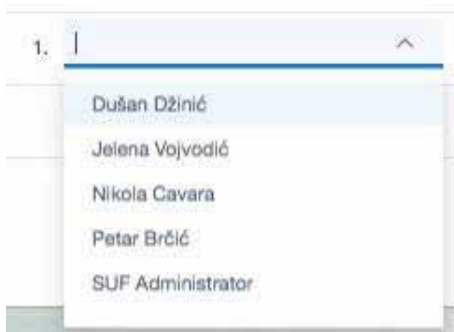 1.
Dušan Džinić
Jelena Vojvodić
Nikola Cavara
Petar Brčić
SUF Administrator